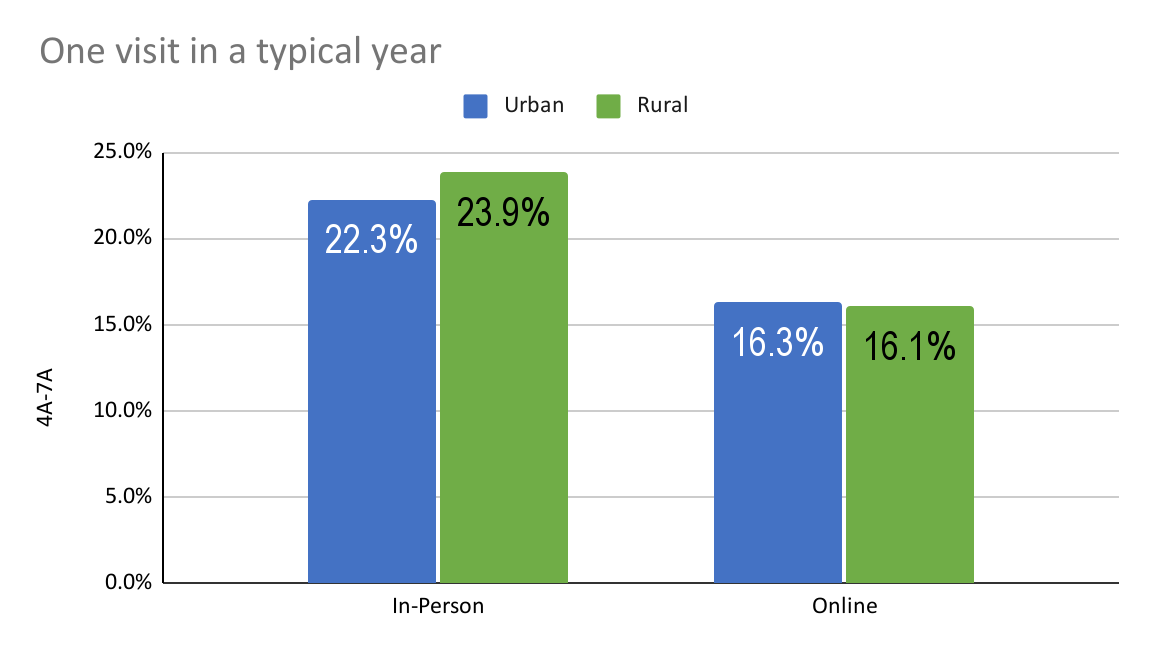 One visit in a typical year
Urban Rural
25.0%
20.0%
15.0%
10.0%
5.0%
0.0%
4A-7A
22.3% 23.9% 16.3% 16.1%
In-Person Online